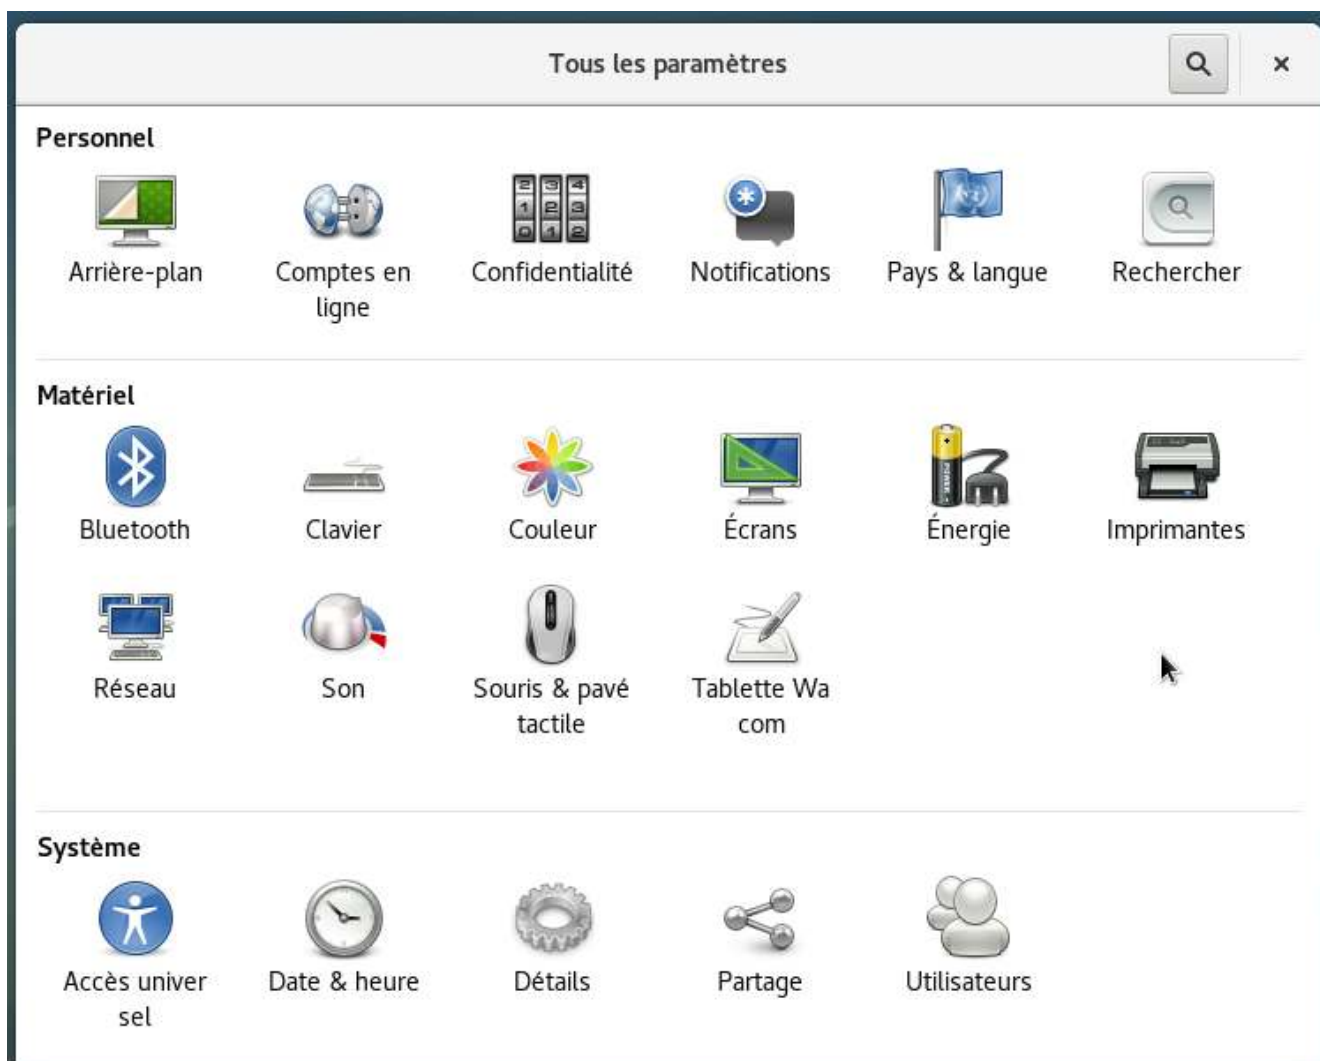 Tous les paramètres
Personnel
Arrière-plan
Comptes en
ligne
Confidentialité
Notifications
Pays & langue
Rechercher
Matériel
Bluetooth
Clavier
Couleur
Écrans
Énergie
Imprimantes
Réseau
Son
Souris & pavé
tactile
Tablette Wa
com
Système
Accès univer
sel
Date & heure
Détails
Partage
Utilisateurs